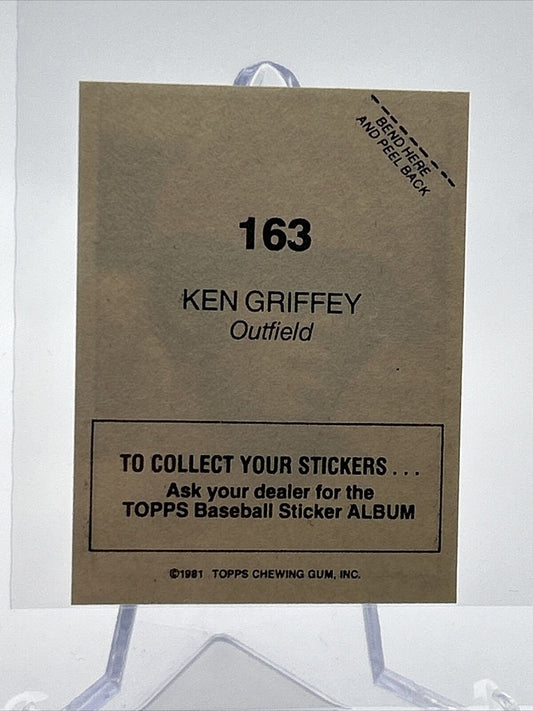 BEND HERE
AND PEEL BACK
163
KEN GRIFFEY
Outfield
TO COLLECT YOUR STICKERS...
Ask your dealer for the
TOPPS Baseball Sticker ALBUM
©1981 TOPPS CHEWING GUM, INC.